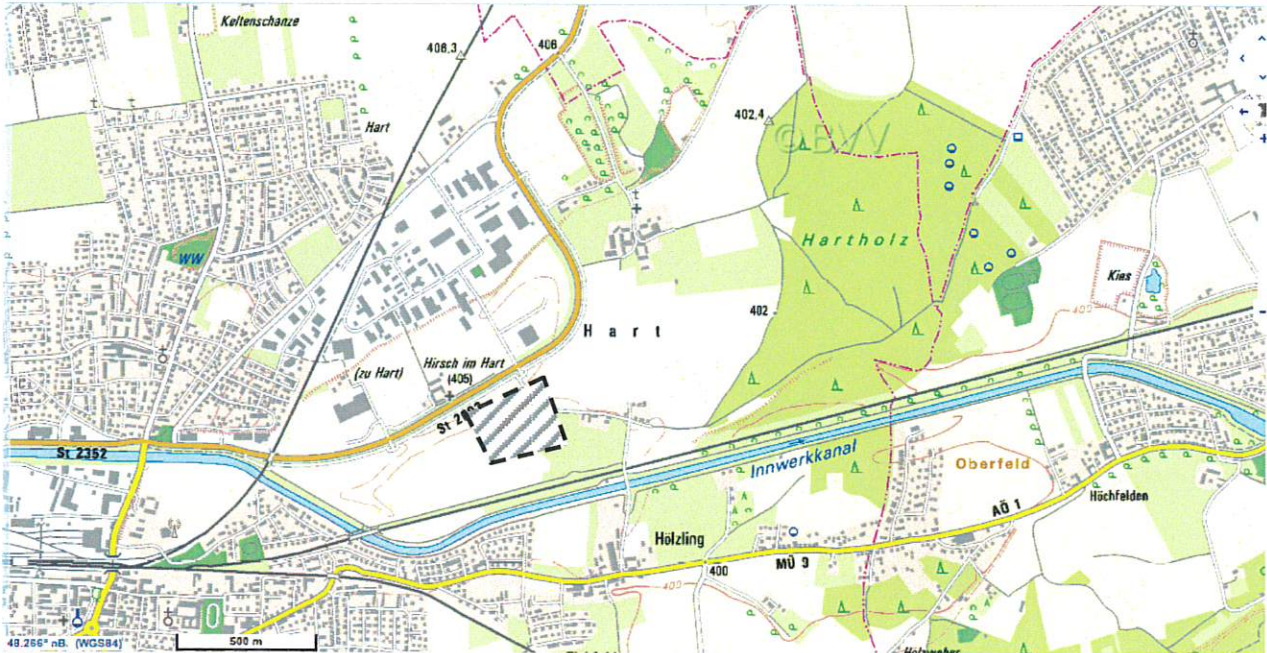 Keltenschanze
408,3
406
Hart
402,4
©BVV
WW
Hartholz
Kies
400
402
Hart
Hirsch im Hart
(405)
(zu Hart)
St 2352
Innwerkkanal
Oberfeld
Höchfelden
AÖ 1
Hölzling
MÜ 9
400
400
500 m
48.266° nB. (WGS84)